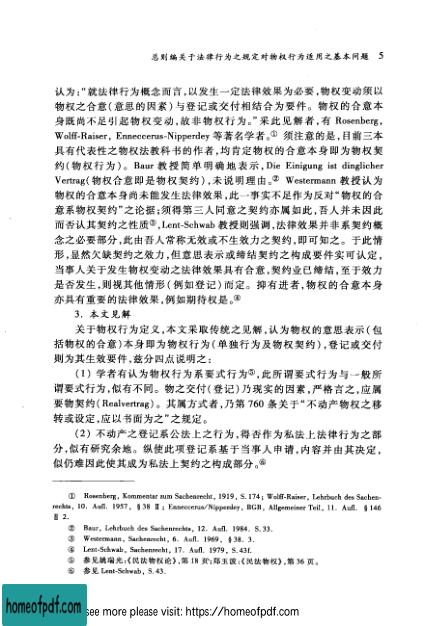 总则编关于法律行为之规定对物权行为适用之基本问题 5
认为:“就法律行为概念而言,以发生一定法律效果为必要,物权变动须以
物权之合意(意思的因素)与登记或交付相结合为要件。物权的合意本
身既尚不足引起物权变动,故非物权行为。”采此见解者,有 Rosenberg,
Wolff-Raiser, Enneccerus-Nipperdey 等著名学者。① 须注意的是,目前三本
具有代表性之物权法教科书的作者,均肯定物权的合意本身即为物权契
约(物权行为)。Baur 教授简单明确地表示,Die Einigung ist dinglicher
Vertrag(物权合意即是物权契约),未说明理由。② Westermann 教授认为
物权的合意本身尚未能发生法律效果,此一事实不足作为反对“物权的合
意系物权契约”之论据;须得第三人同意之契约亦属如此,吾人并未因此
而否认其契约之性质③,Lent-Schwab 教授则强调,法律效果并非系契约概
念之必要部分,此由吾人常称无效或不生效力之契约,即可知之。于此情
形,显然欠缺契约之效力,但意思表示或缔结契约之构成要件实可认定,
当事人关于发生物权变动之法律效果具有合意,契约业已缔结,至于效力
是否发生,则视其他情形(例如登记)而定。抑有进者,物权的合意本身
亦具有重要的法律效果,例如期待权是。④
3. 本文见解
关于物权行为定义,本文采取传统之见解,认为物权的意思表示(包
括物权的合意)本身即为物权行为(单独行为及物权契约),登记或交付
则为其生效要件,兹分四点说明之:
(1) 学者有认为物权行为系要式行为⑤,此所谓要式行为与一般所
谓要式行为,似有不同。物之交付(登记)乃现实的因素,严格言之,应属
要物契约(Realvertrag)。其属方式者,乃第 760 条关于“不动产物权之移
转或设定,应以书面为之”之规定。
(2) 不动产之登记系公法上之行为,得否作为私法上法律行为之部
分,似有研究余地。纵使此项登记系基于当事人申请,内容并由其决定,
似仍难因此使其成为私法上契约之构成部分。⑥
① Rosenberg, Kommentar zum Sachenrecht, 1919, S. 174; Wolff-Raiser, Lehrbuch des Sachen-
rechts, 10. Aufl. 1957, §38 Ⅱ; Enneccerus/Nipperdey, BGB, Allgemeiner Teil, 11. Aufl. §146
Ⅱ 2.
② Baur, Lehrbuch des Sachenrechts, 12. Aufl. 1984. S. 33.
③ Westermann, Sachenrecht, 6. Aufl. 1969, §38. 3.
④ Lent-Schwab, Sachenrecht, 17. Aufl. 1979, S. 43f.
⑤ 参见姚瑞光:《民法物权论》,第 18 页;郑玉波:《民法物权》,第 36 页。
⑥ 参见 Lent-Schwab, S. 43.
homeofpdf.com
see more please visit: https://homeofpdf.com